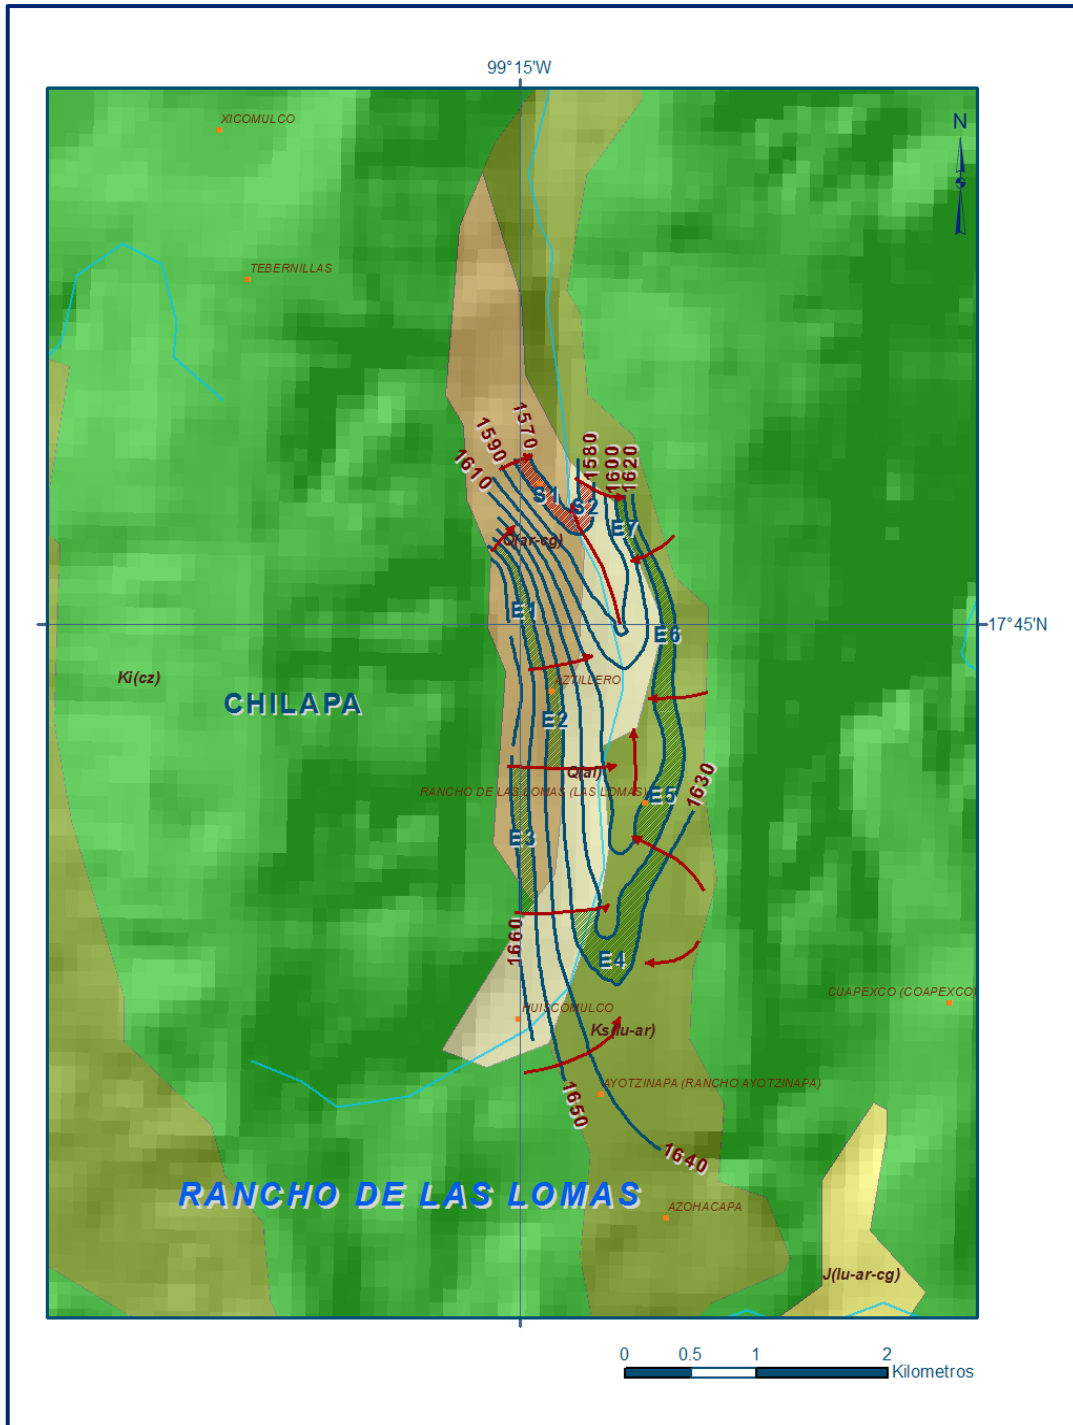 99°15'W
XICOMULCO
N
TEBERNILLAS
1570
1590
1610
1580
1600
1620
S1
S2
E7
Q(ar-cg)
E1
17°45'N
E6
Ki(cz)
AZTILLERO
CHILAPA
E2
Q(al)
RANCHO DE LAS LOMAS (LAS LOMAS)
E5
1630
E3
1660
E4
CUAPEXCO (COAPEXCO)
HUISCOMULCO
Ks(lu-ar)
AYOTZINAPA (RANCHO AYOTZINAPA)
1650
1640
RANCHO DE LAS LOMAS
AZOHACAPA
J(lu-ar-cg)
0 0.5 1 2
Kilometros